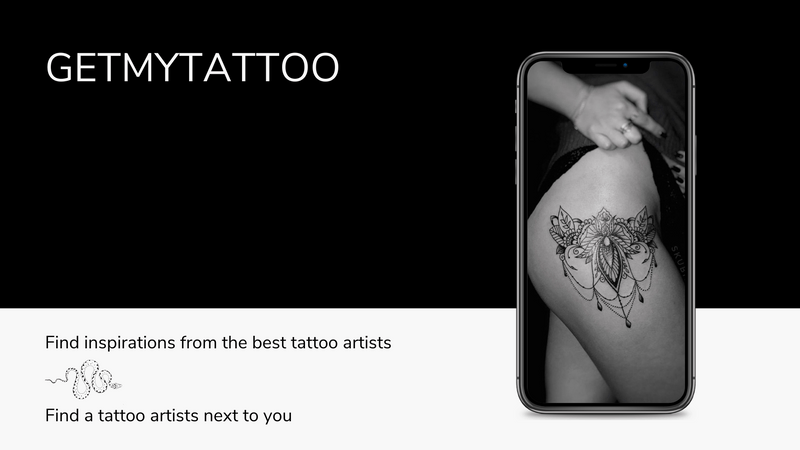 GETMYTATTOO
Find inspirations from the best tattoo artists
Find a tattoo artists next to you